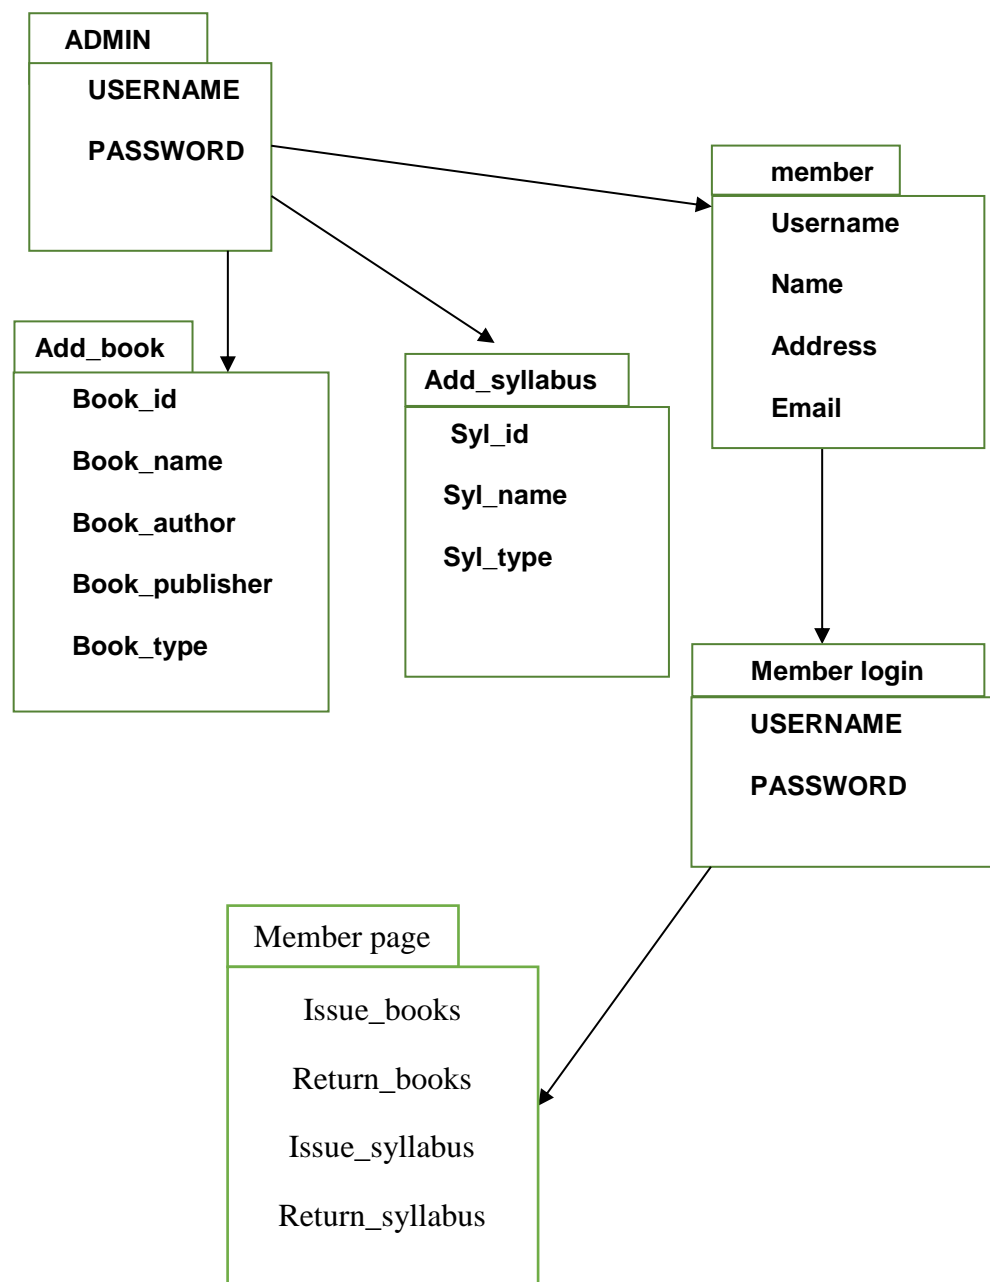 ADMIN
USERNAME
PASSWORD
member
Username
Name
Address
Email
Add_book
Book_id
Book_name
Book_author
Book_publisher
Book_type
Add_syllabus
Syl_id
Syl_name
Syl_type
Member login
USERNAME
PASSWORD
Member page
Issue_books
Return_books
Issue_syllabus
Return_syllabus